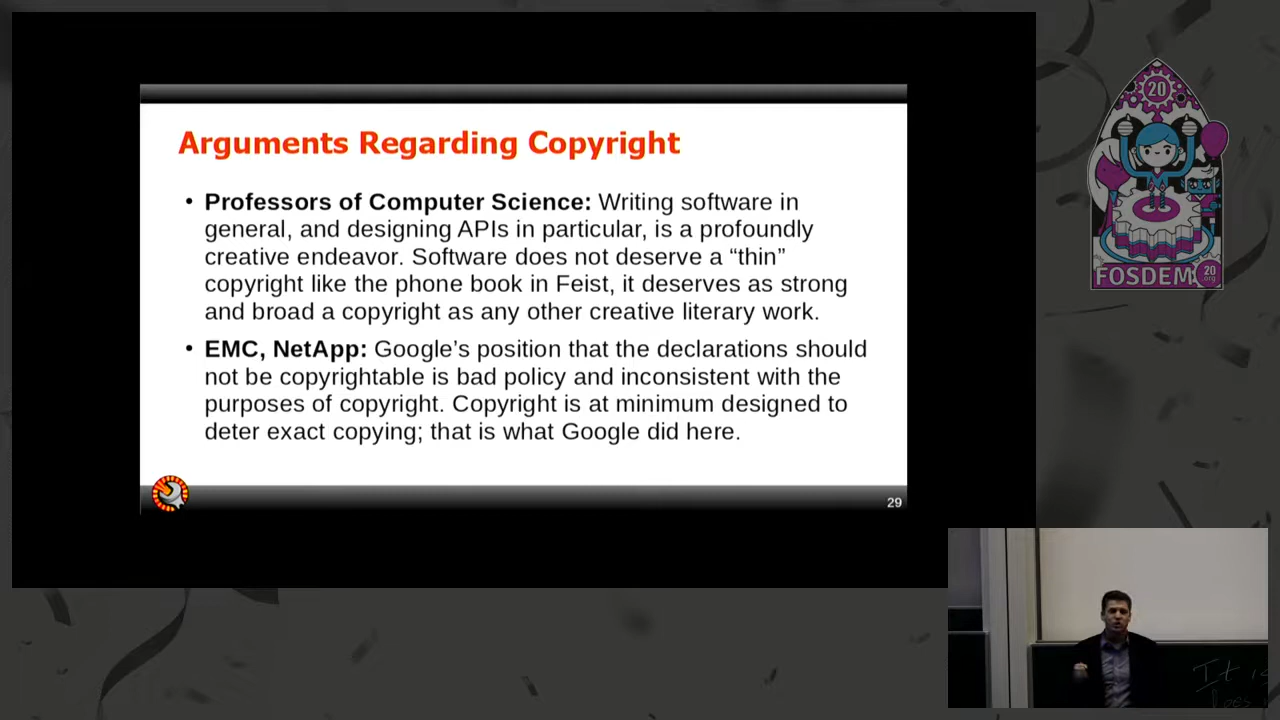 Arguments Regarding Copyright
• Professors of Computer Science: Writing software in
general, and designing APIs in particular, is a profoundly
creative endeavor. Software does not deserve a “thin”
copyright like the phone book in Feist, it deserves as strong
and broad a copyright as any other creative literary work.
• EMC, NetApp: Google’s position that the declarations should
not be copyrightable is bad policy and inconsistent with the
purposes of copyright. Copyright is at minimum designed to
deter exact copying; that is what Google did here.
29
20
FOSDEM
20
.org
It is